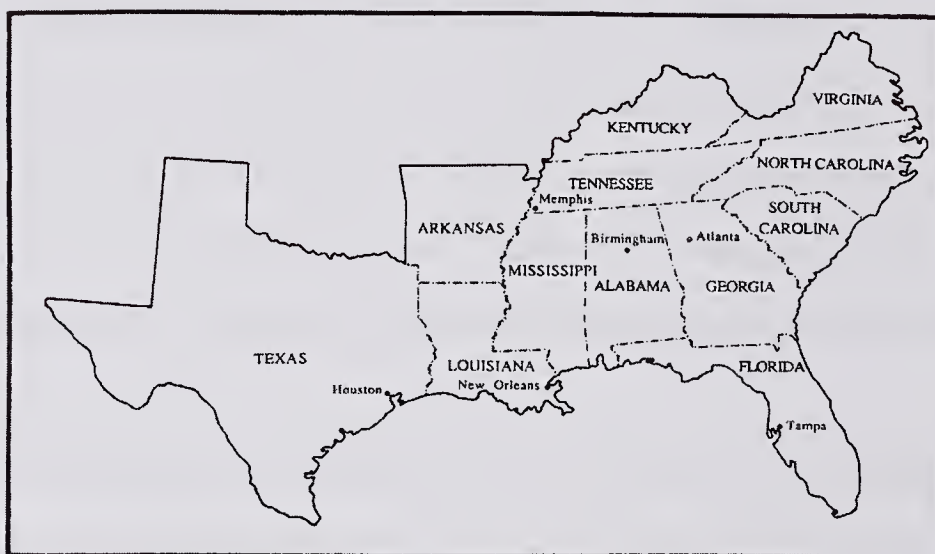 VIRGINIA
KENTUCKY
NORTH CAROLINA
TENNESSEE
Memphis
SOUTH
CAROLINA
ARKANSAS
Birmingham
Atlanta
MISSISSIPPI
ALABAMA
GEORGIA
TEXAS
LOUISIANA
FLORIDA
Houston
New Orleans
Tampa